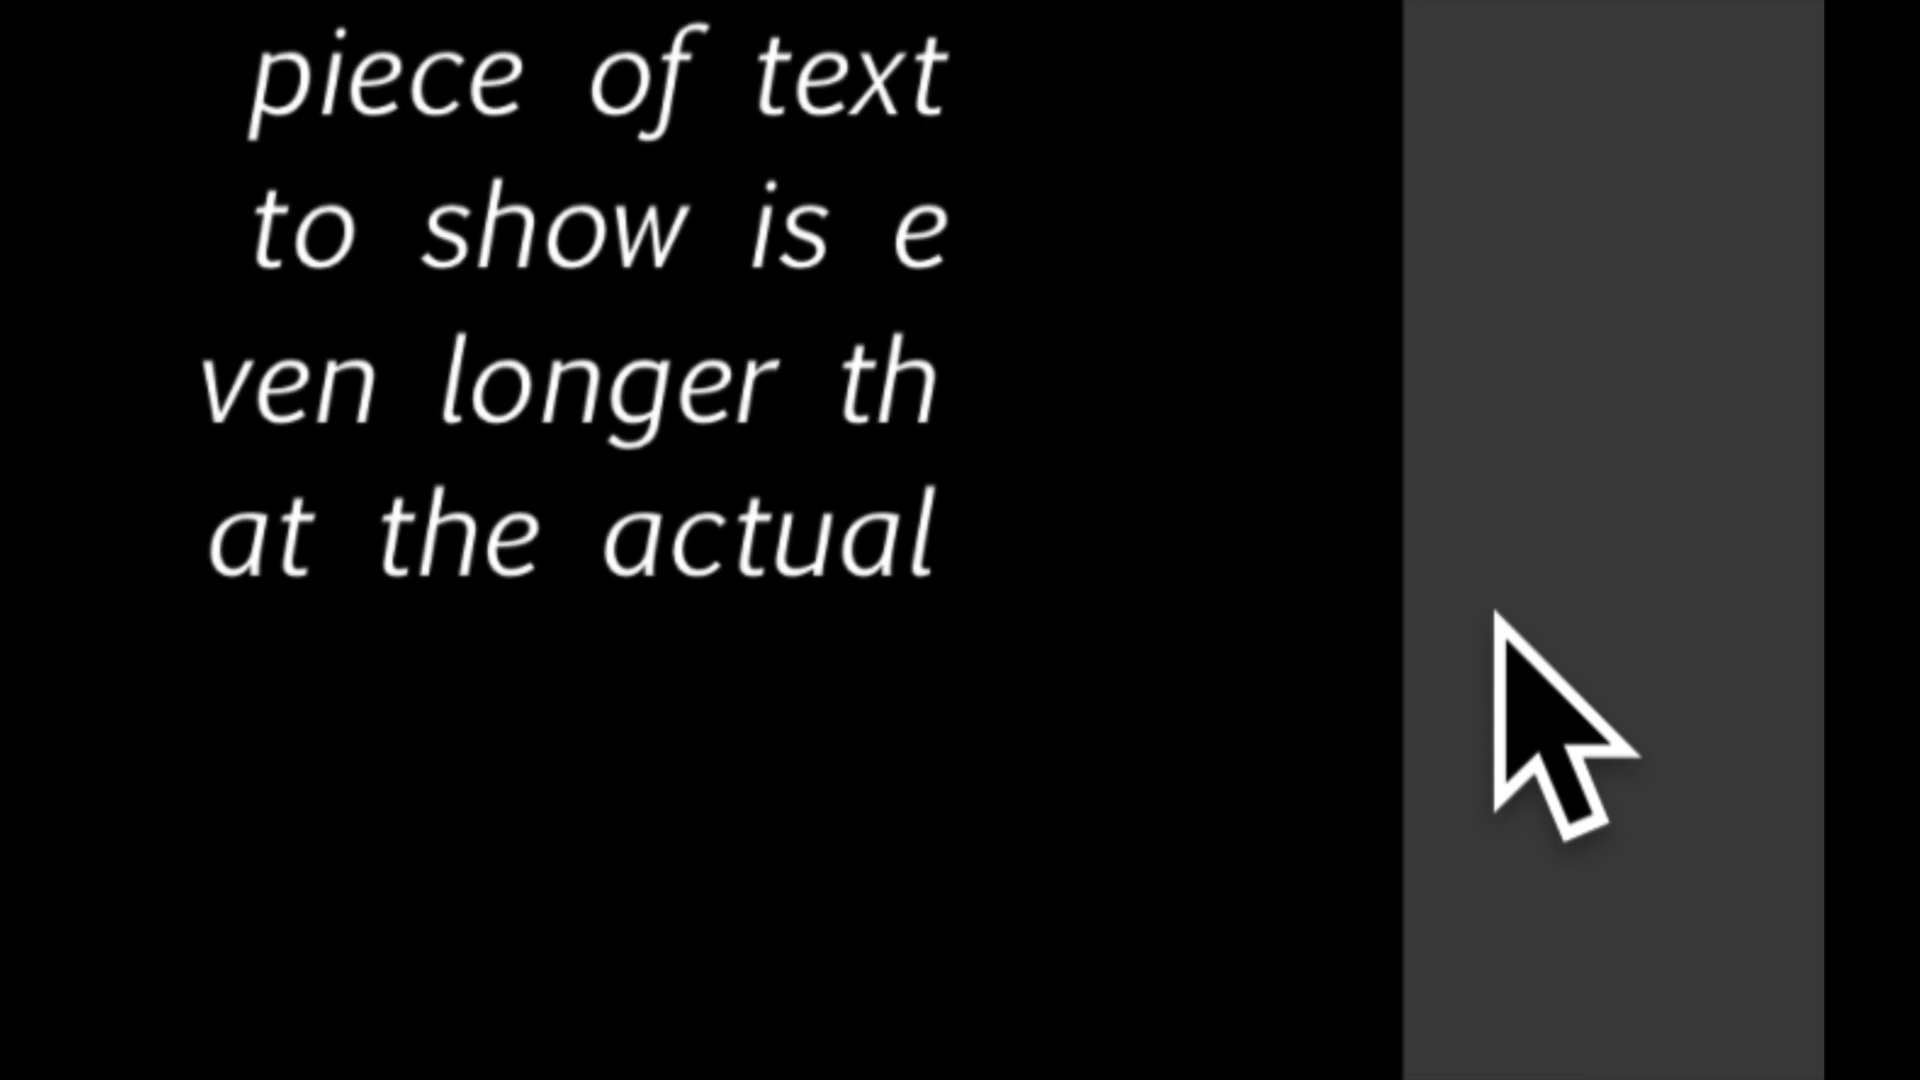 piece of text
to show is e
ven longer th
at the actual